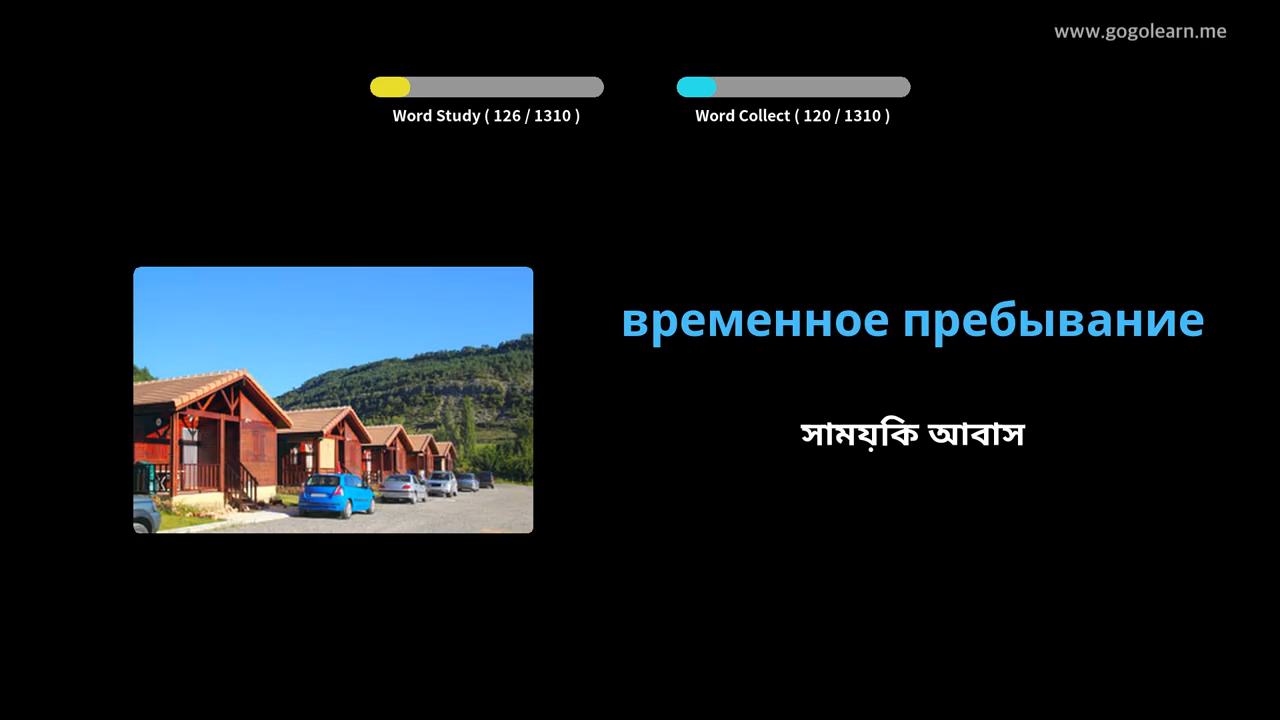 www.gogolearn.me
Word Study ( 126 / 1310 )
Word Collect ( 120 / 1310 )
временное пребывание
সাময়কি আবাস